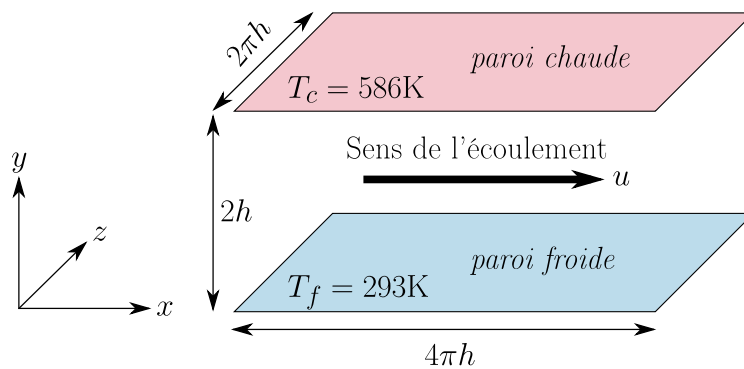 2πh
paroi chaude
T_c = 586K
Sens de l'écoulement
u
y
2h
z
paroi froide
T_f = 293K
x
4πh